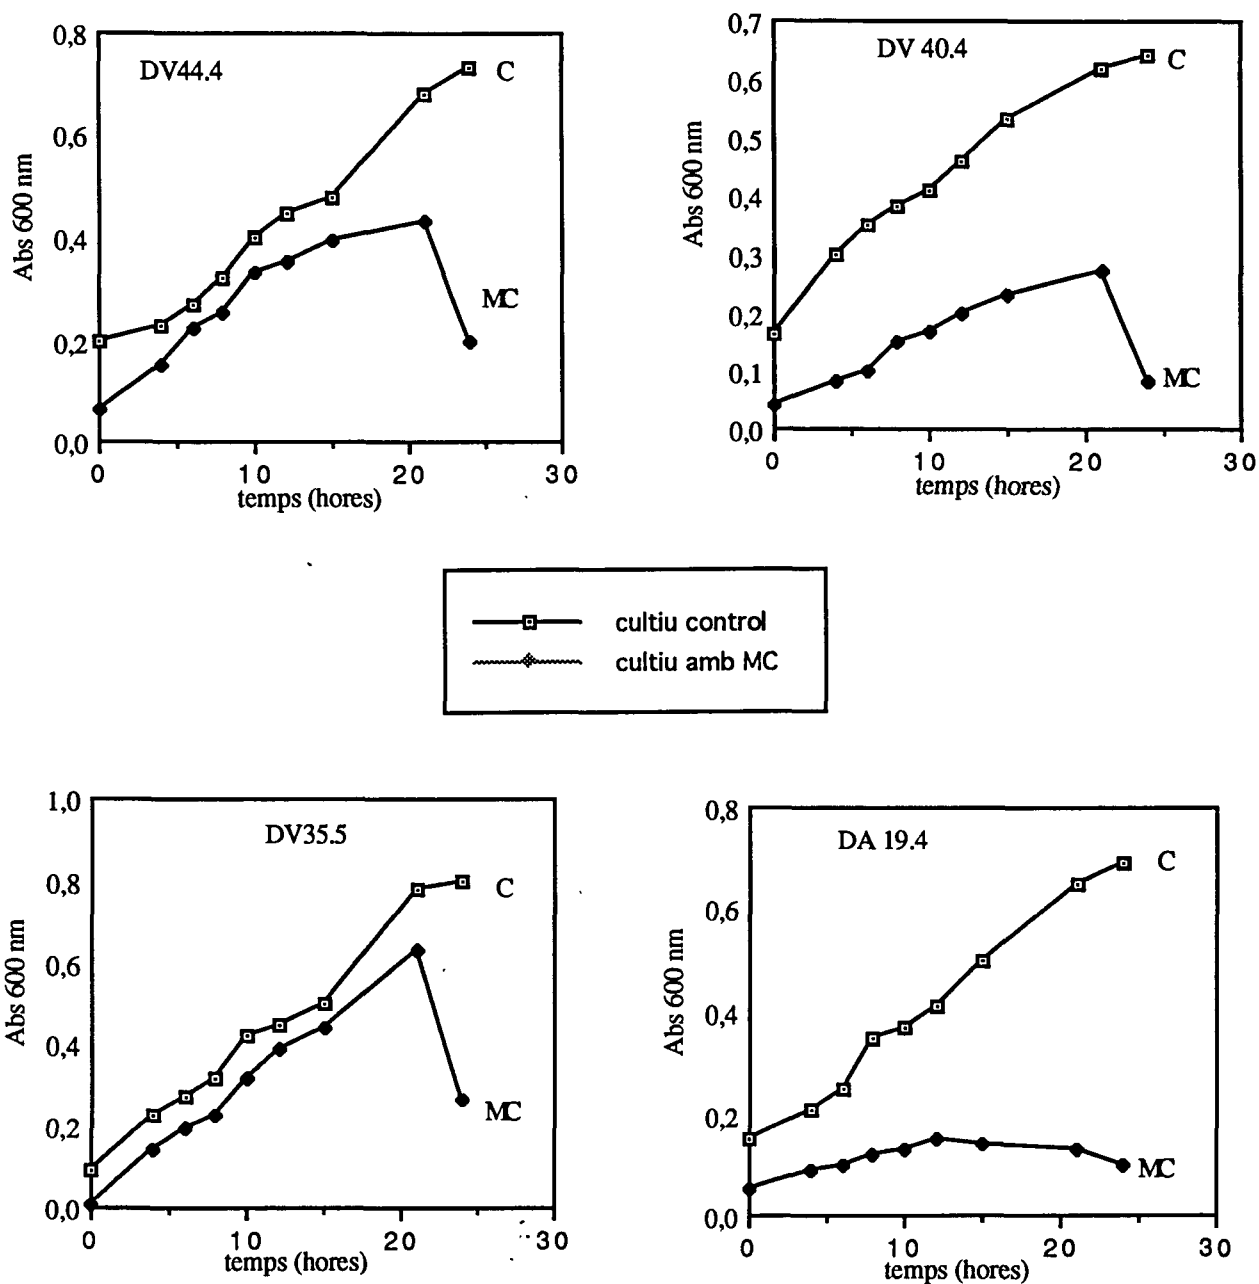 0,8
DV44.4
C
0,6
Abs 600 nm
0,4
MC
0,2
0,0
0 10 20 30
temps (hores)
0,7
DV 40.4
C
0,6
0,5
Abs 600 nm
0,4
0,3
0,2
0,1
MC
0,0
0 10 20 30
temps (hores)
cultiu control
cultiu amb MC
1,0
DV35.5
0,8
C
Abs 600 nm
0,6
0,4
0,2
MC
0,0
0 10 20 30
temps (hores)
0,8
DA 19.4
C
0,6
Abs 600 nm
0,4
0,2
MC
0,0
0 10 20 30
temps (hores)